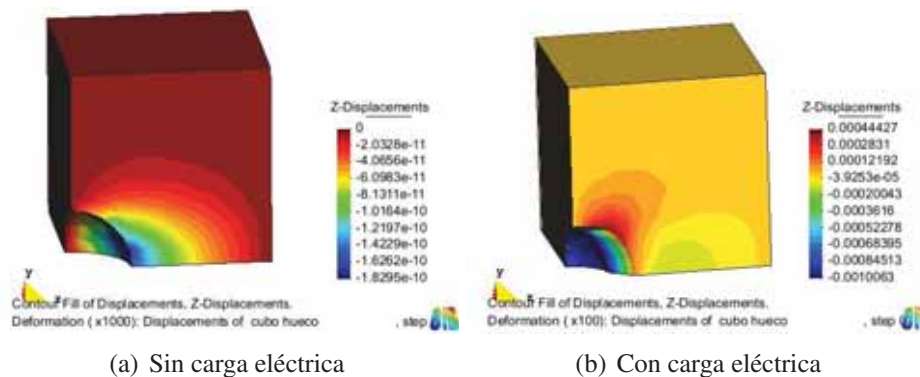 Z-Displacements
0
-2.0328e-11
-4.0656e-11
-6.0983e-11
-8.1311e-11
-1.0164e-10
-1.2197e-10
-1.4229e-10
-1.6262e-10
-1.8295e-10
y
z
Contour Fill of Displacements, Z-Displacements.
Deformation ( x1000): Displacements of cubo hueco , step
(a) Sin carga eléctrica
Z-Displacements
0.00044427
0.0002831
0.00012192
-3.9253e-05
-0.00020043
-0.0003616
-0.00052278
-0.00068395
-0.00084513
-0.0010063
y
Contour Fill of Displacements, Z-Displacements.
Deformation ( x100): Displacements of cubo hueco , step
(b) Con carga eléctrica